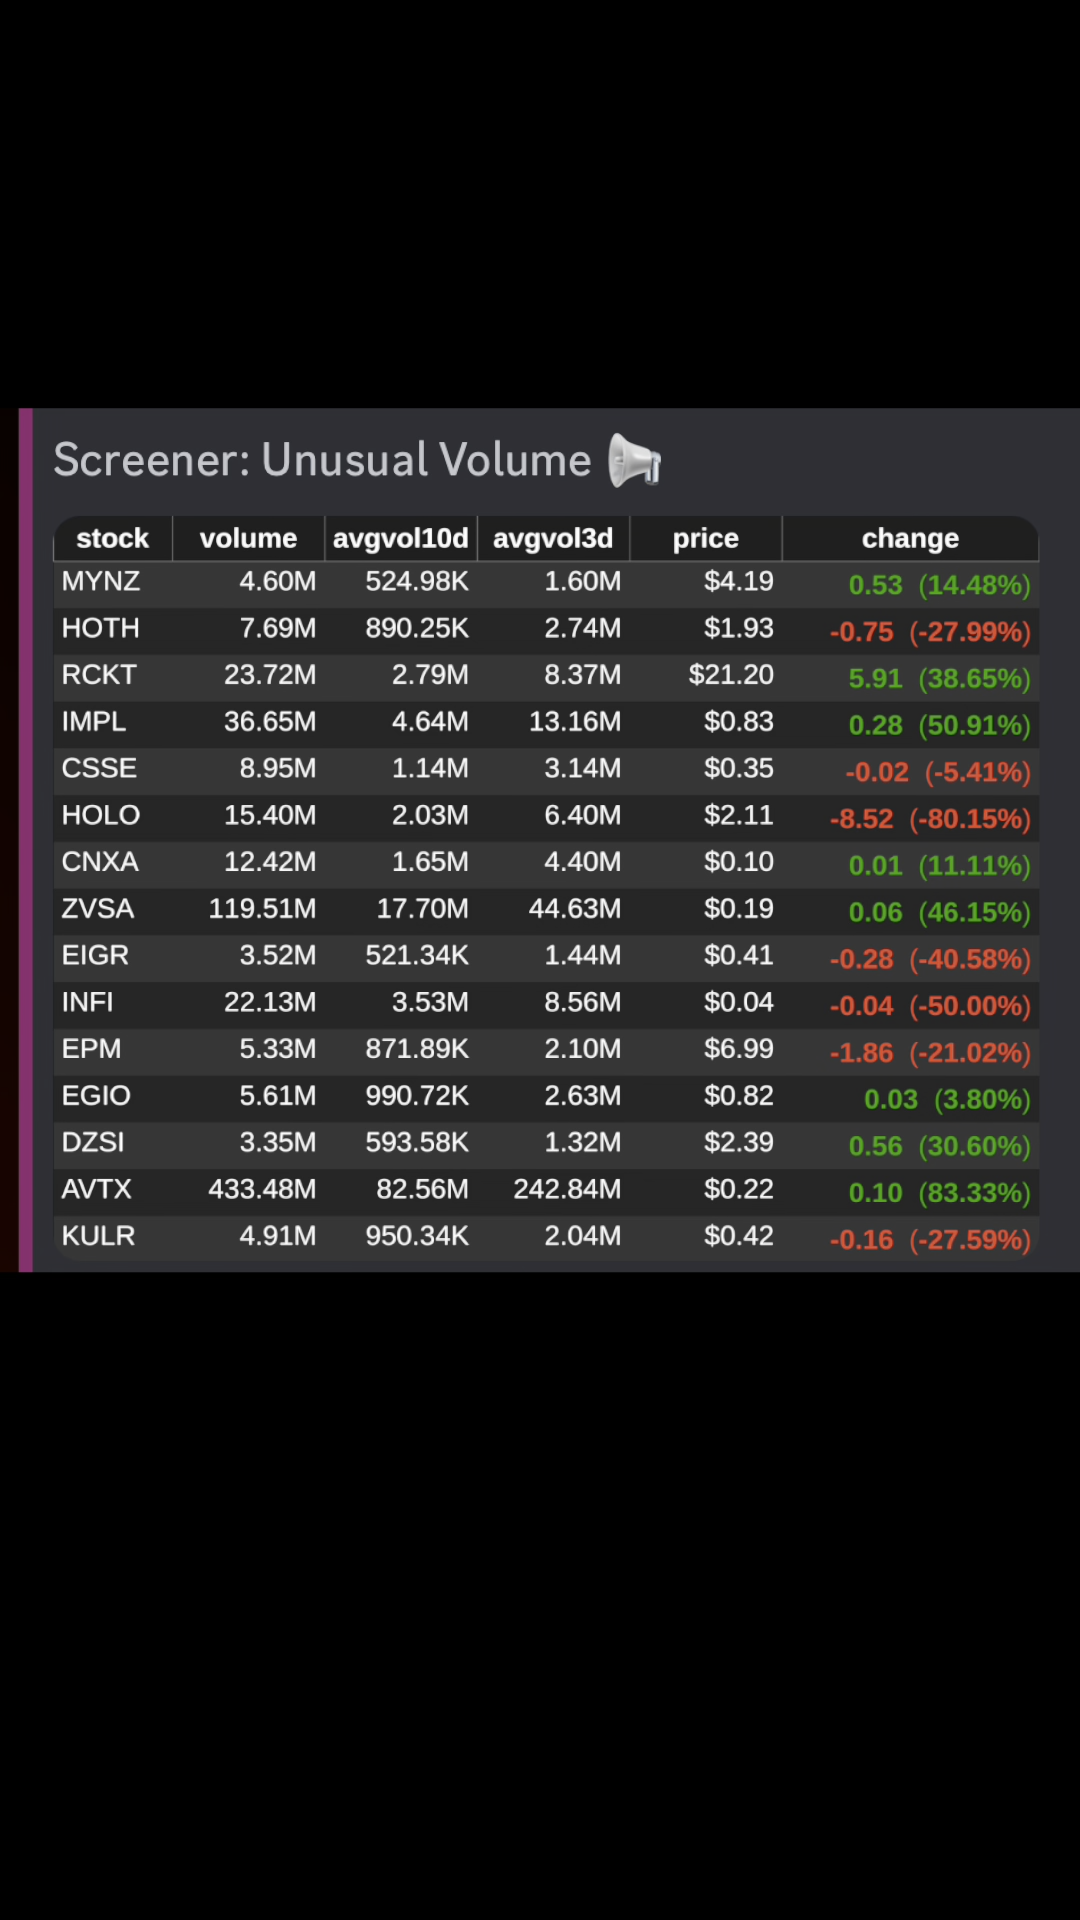 Screener: Unusual Volume
stock volume avgvol10d avgvol3d price change
MYNZ 4.60M 524.98K 1.60M $4.19 0.53 (14.48%)
HOTH 7.69M 890.25K 2.74M $1.93 -0.75 (-27.99%)
RCKT 23.72M 2.79M 8.37M $21.20 5.91 (38.65%)
IMPL 36.65M 4.64M 13.16M $0.83 0.28 (50.91%)
CSSE 8.95M 1.14M 3.14M $0.35 -0.02 (-5.41%)
HOLO 15.40M 2.03M 6.40M $2.11 -8.52 (-80.15%)
CNXA 12.42M 1.65M 4.40M $0.10 0.01 (11.11%)
ZVSA 119.51M 17.70M 44.63M $0.19 0.06 (46.15%)
EIGR 3.52M 521.34K 1.44M $0.41 -0.28 (-40.58%)
INFI 22.13M 3.53M 8.56M $0.04 -0.04 (-50.00%)
EPM 5.33M 871.89K 2.10M $6.99 -1.86 (-21.02%)
EGIO 5.61M 990.72K 2.63M $0.82 0.03 (3.80%)
DZSI 3.35M 593.58K 1.32M $2.39 0.56 (30.60%)
AVTX 433.48M 82.56M 242.84M $0.22 0.10 (83.33%)
KULR 4.91M 950.34K 2.04M $0.42 -0.16 (-27.59%)